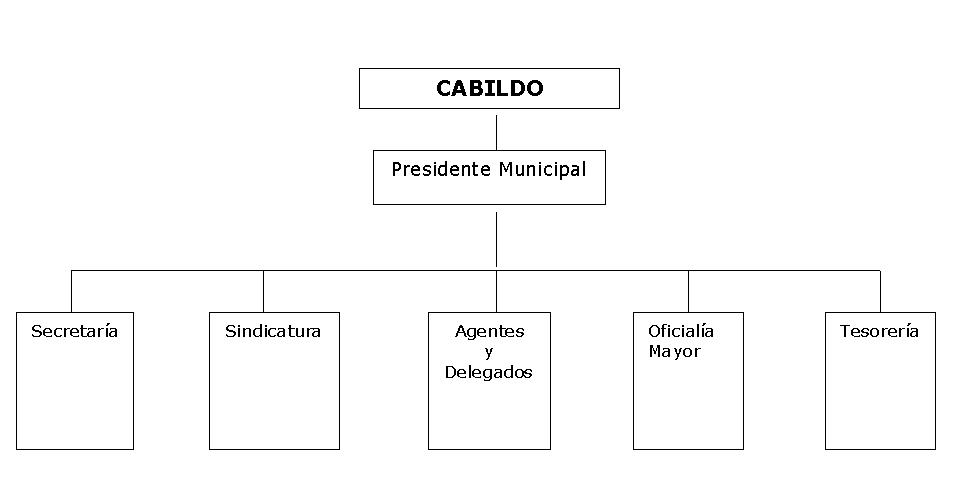 CABILDO
Presidente Municipal
Secretaría
Sindicatura
Agentes
y
Delegados
Oficialía
Mayor
Tesorería